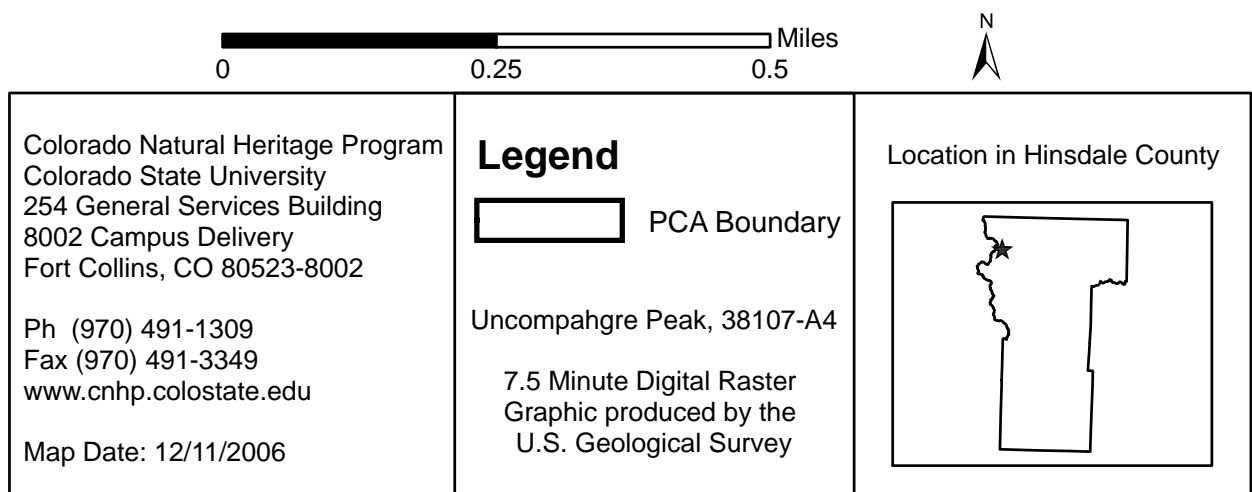 Miles
N
0
0.25
0.5
Colorado Natural Heritage Program
Colorado State University
254 General Services Building
8002 Campus Delivery
Fort Collins, CO 80523-8002
Ph (970) 491-1309
Fax (970) 491-3349
www.cnhp.colostate.edu
Map Date: 12/11/2006
Legend
PCA Boundary
Uncompahgre Peak, 38107-A4
7.5 Minute Digital Raster
Graphic produced by the
U.S. Geological Survey
Location in Hinsdale County